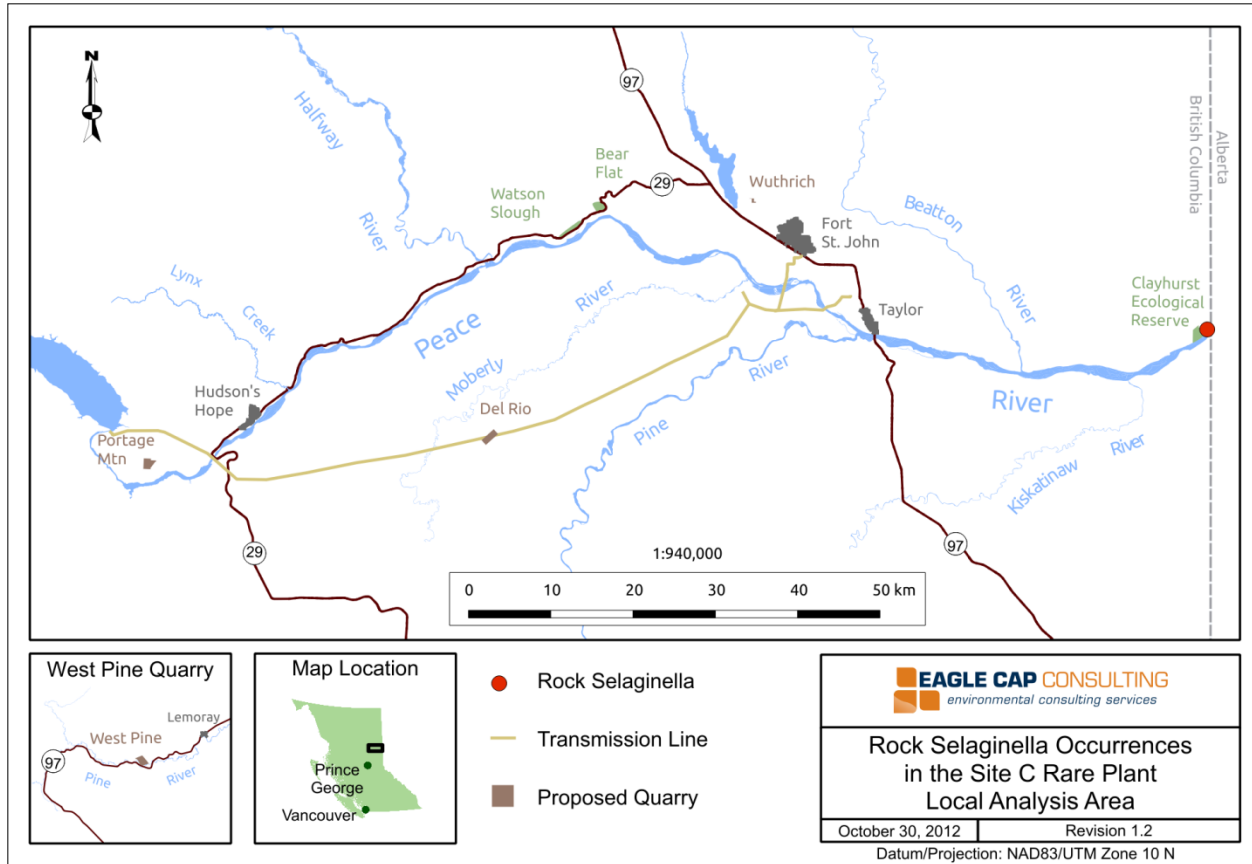 N
97
Halfway
River
Bear
Flat
29
Wuthrich
Watson
Slough
Fort
St. John
Beatton
River
British Columbia
Alberta
Lynx
Creek
Peace
Moberly
River
Taylor
Clayhurst
Ecological
Reserve
Hudson's
Hope
Del Rio
Pine
River
River
Portage
Mtn
Kiskatinaw
River
29
97
1:940,000
0 10 20 30 40 50 km
West Pine Quarry
Lemoray
West Pine
97
Pine
River
Map Location
Prince
George
Vancouver
Rock Selaginella
Transmission Line
Proposed Quarry
EAGLE CAP CONSULTING
environmental consulting services
Rock Selaginella Occurrences
in the Site C Rare Plant
Local Analysis Area
October 30, 2012
Revision 1.2
Datum/Projection: NAD83/UTM Zone 10 N